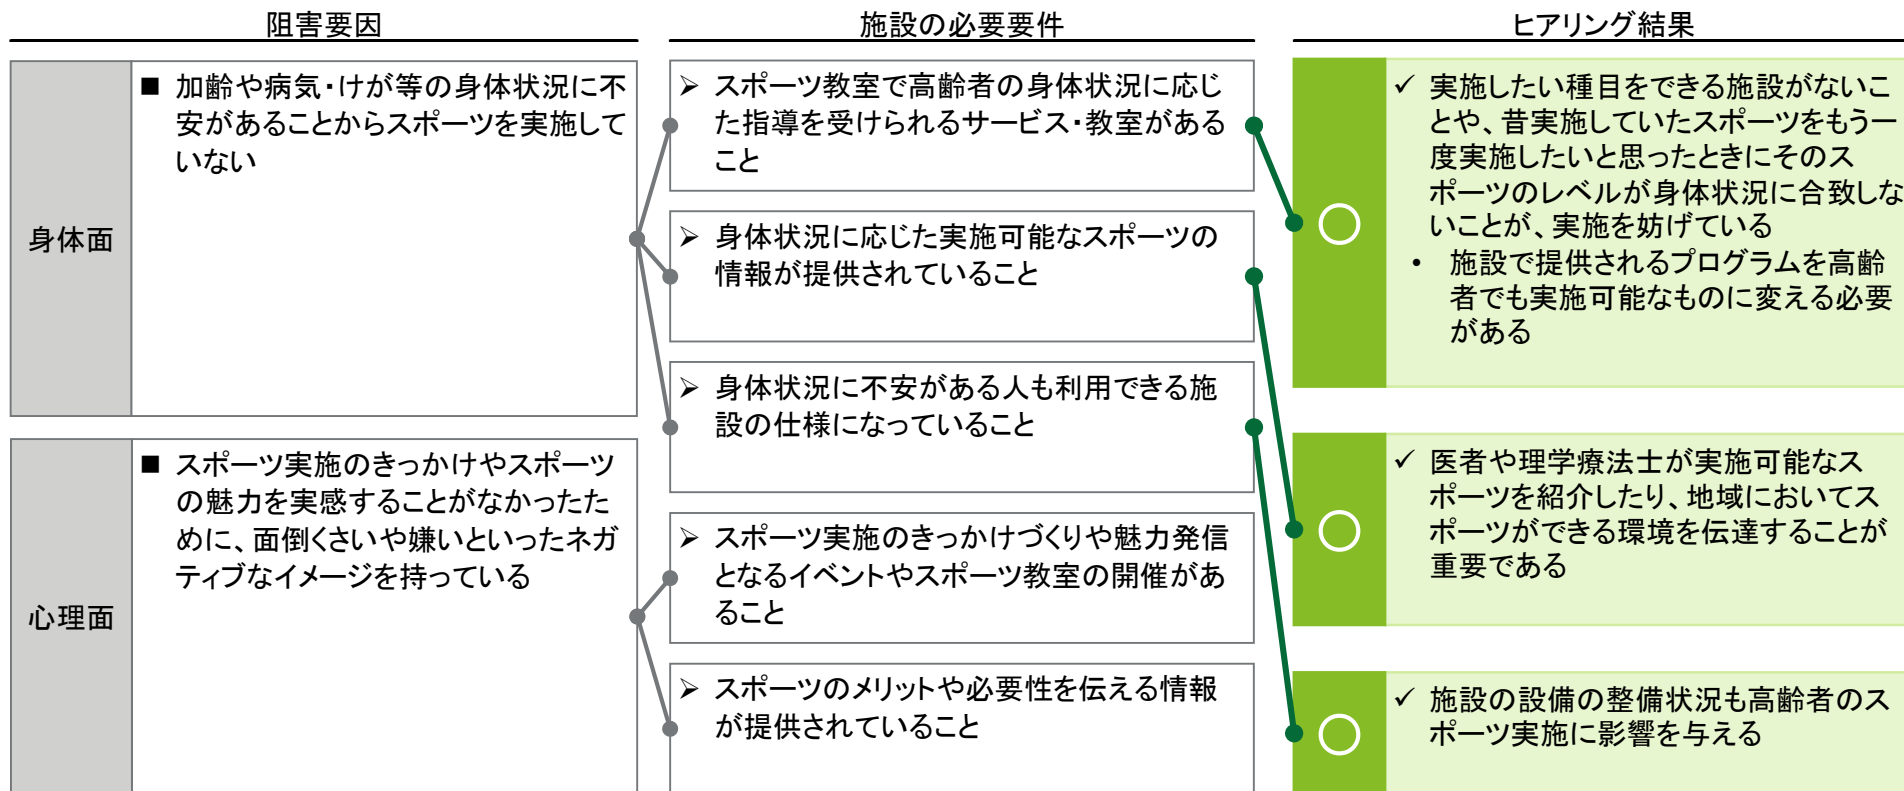 阻害要因
施設の必要要件
ヒアリング結果
身体面
■ 加齢や病気・けが等の身体状況に不
安があることからスポーツを実施して
いない
➢ スポーツ教室で高齢者の身体状況に応じ
た指導を受けられるサービス・教室がある
こと
➢ 身体状況に応じた実施可能なスポーツの
情報が提供されていること
➢ 身体状況に不安がある人も利用できる施
設の仕様になっていること
○
✓ 実施したい種目をできる施設がないこ
とや、昔実施していたスポーツをもう一
度実施したいと思ったときにそのス
ポーツのレベルが身体状況に合致しな
いことが、実施を妨げている
• 施設で提供されるプログラムを高齢
者でも実施可能なものに変える必要
がある
心理面
■ スポーツ実施のきっかけやスポーツ
の魅力を実感することがなかったた
めに、面倒くさいや嫌いといったネガ
ティブなイメージを持っている
➢ スポーツ実施のきっかけづくりや魅力発信
となるイベントやスポーツ教室の開催があ
ること
➢ スポーツのメリットや必要性を伝える情報
が提供されていること
○
✓ 医者や理学療法士が実施可能なス
ポーツを紹介したり、地域においてス
ポーツができる環境を伝達することが
重要である
○
✓ 施設の設備の整備状況も高齢者のス
ポーツ実施に影響を与える